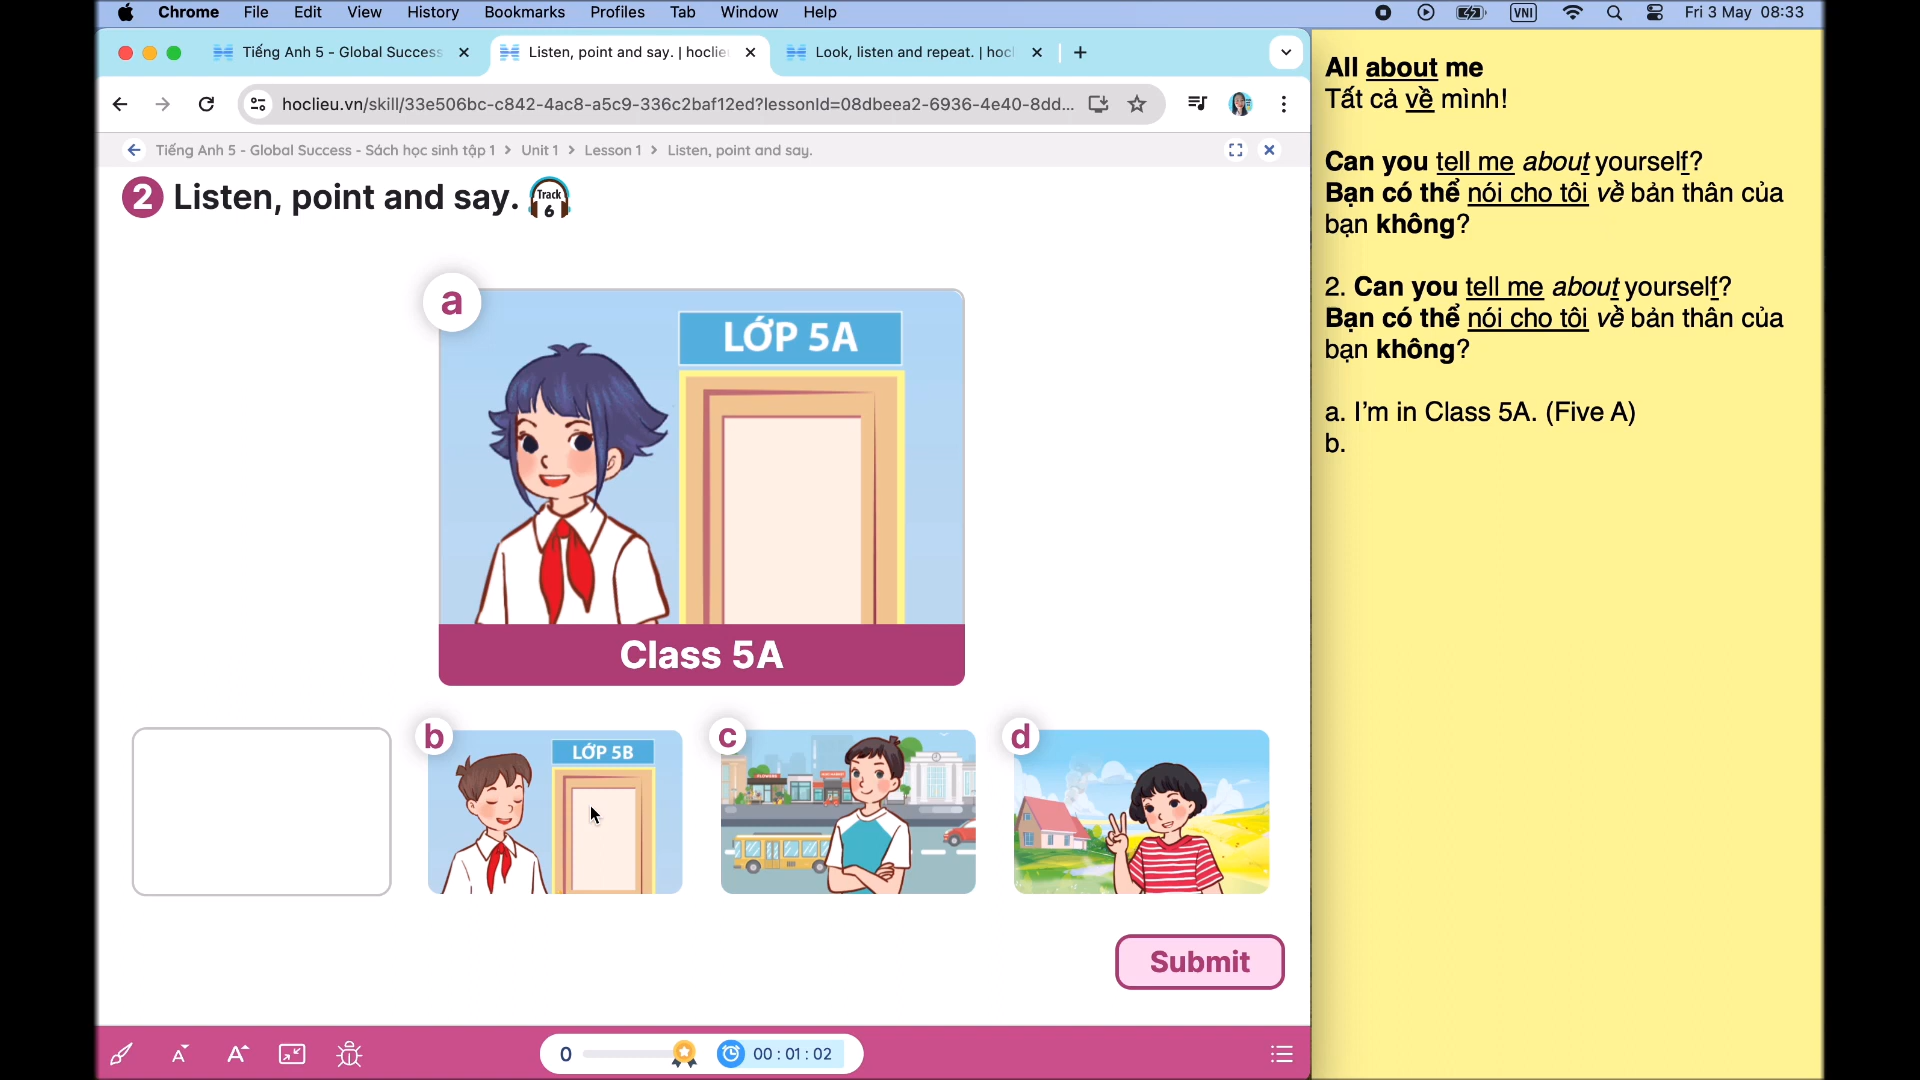 Chrome File Edit View History Bookmarks Profiles Tab Window Help
VNI Fri 3 May 08:33
Tiếng Anh 5 - Global Success
Listen, point and say. | hoclie
Look, listen and repeat. | hocl
hoclieu.vn/skill/33e506bc-c842-4ac8-a5c9-336c2baf12ed?lessonId=08dbeea2-6936-4e40-8dd...
Tiếng Anh 5 - Global Success - Sách học sinh tập 1 > Unit 1 > Lesson 1 > Listen, point and say.
2 Listen, point and say. Track 6
a
LỚP 5A
Class 5A
b
LỚP 5B
c
d
Submit
0 00 : 01 : 02
All about me
Tất cả về mình!
Can you tell me about yourself?
Bạn có thể nói cho tôi về bản thân của
bạn không?
2. Can you tell me about yourself?
Bạn có thể nói cho tôi về bản thân của
bạn không?
a. I’m in Class 5A. (Five A)
b.